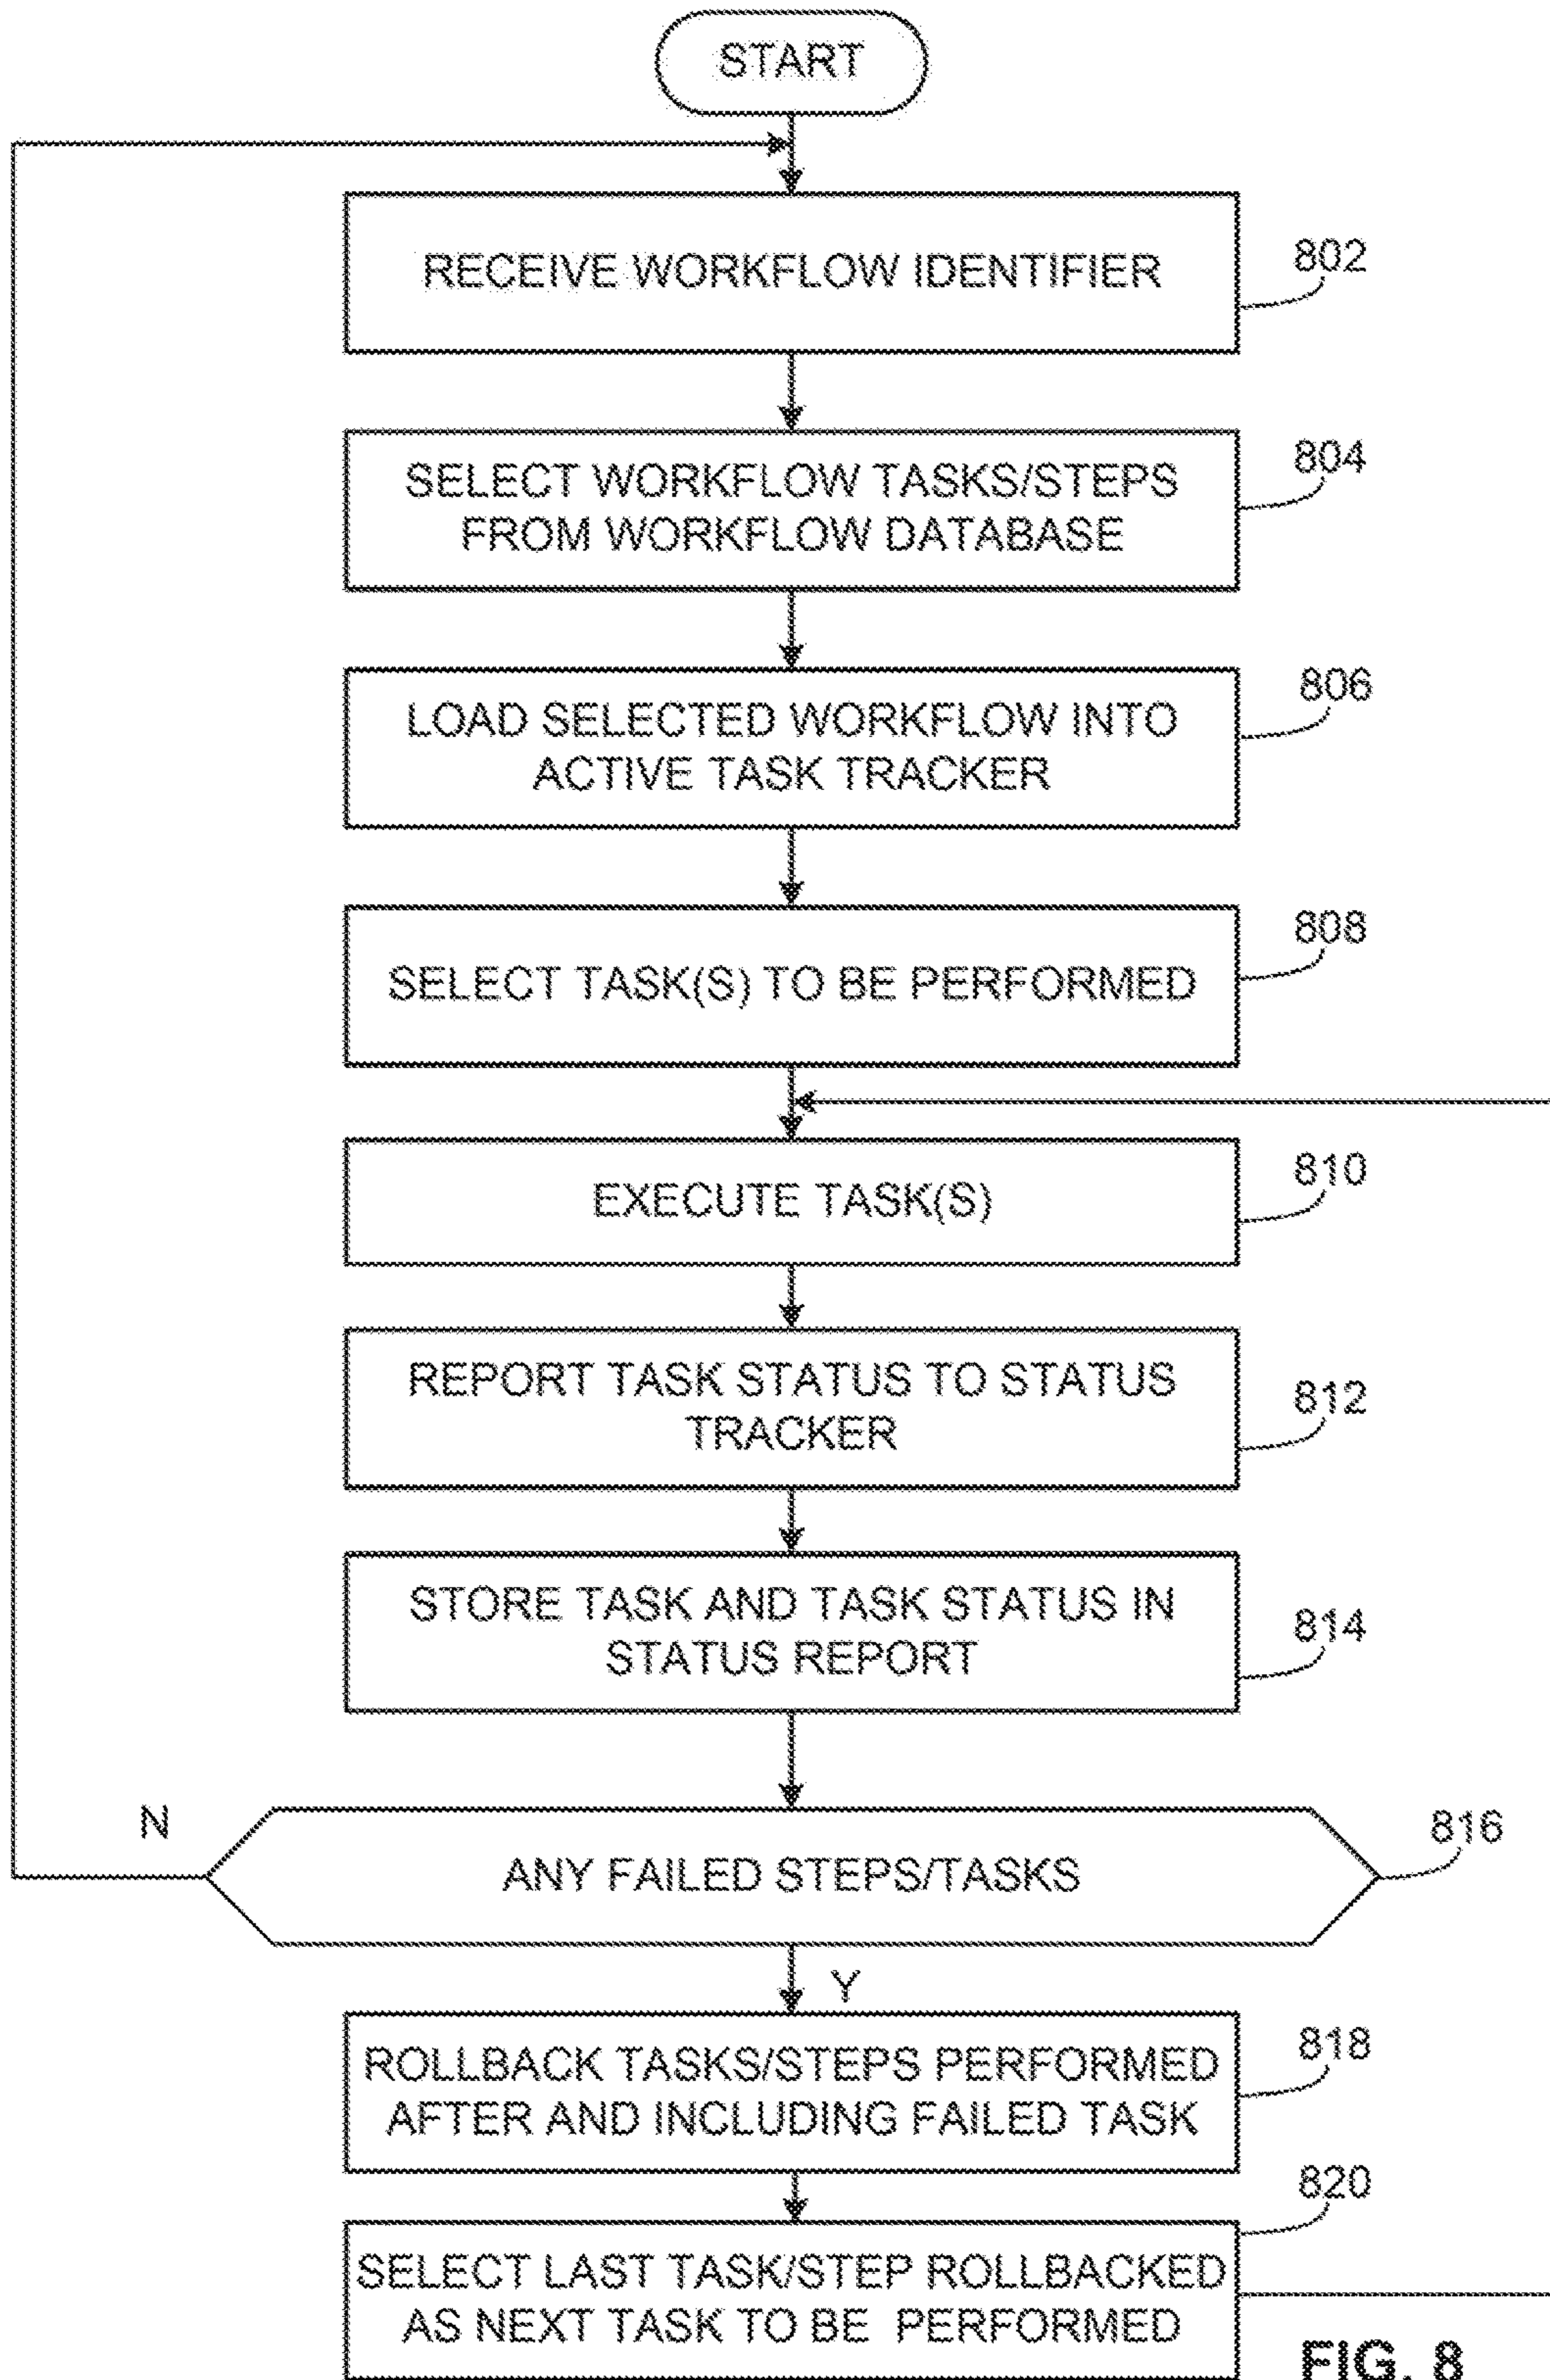 START
RECEIVE WORKFLOW IDENTIFIER
802
SELECT WORKFLOW TASKS/STEPS
FROM WORKFLOW DATABASE
804
LOAD SELECTED WORKFLOW INTO
ACTIVE TASK TRACKER
806
SELECT TASK(S) TO BE PERFORMED
808
EXECUTE TASK(S)
810
REPORT TASK STATUS TO STATUS
TRACKER
812
STORE TASK AND TASK STATUS IN
STATUS REPORT
814
N
ANY FAILED STEPS/TASKS
816
Y
ROLLBACK TASKS/STEPS PERFORMED
AFTER AND INCLUDING FAILED TASK
818
SELECT LAST TASK/STEP ROLLBACKED
AS NEXT TASK TO BE PERFORMED
820
FIG. 8